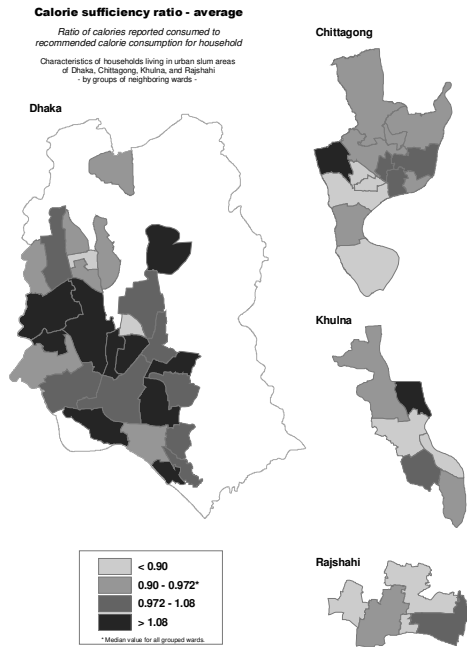 Calorie sufficiency ratio - average
Ratio of calories reported consumed to
recommended calorie consumption for household
Characteristics of households living in urban slum areas
of Dhaka, Chittagong, Khulna, and Rajshahi
- by groups of neighboring wards -
Dhaka
Chittagong
Khulna
Rajshahi
< 0.90
0.90 - 0.972*
0.972 - 1.08
> 1.08
* Median value for all grouped wards.